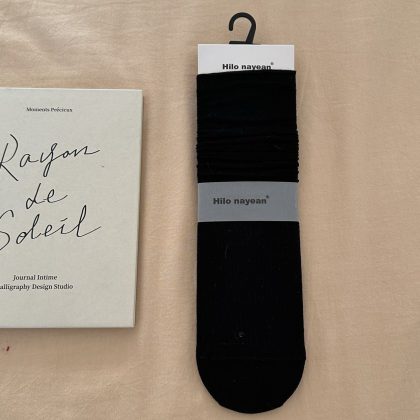 Moments Précieux
Rayon
de
Soleil
Journal Intime
alligraphy Design Studio
Hilo nayean®
Hilo nayean®